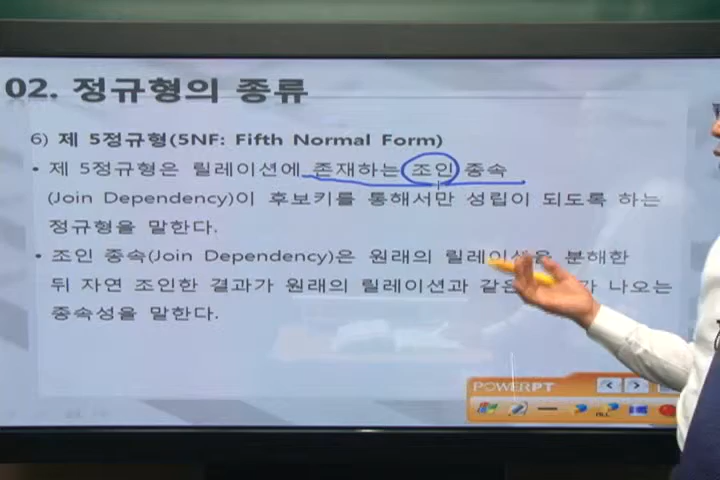 02. 정규형의 종류
6) 제 5정규형(5NF: Fifth Normal Form)
• 제 5정규형은 릴레이션에 존재하는 조인 종속
(Join Dependency)이 후보키를 통해서만 성립이 되도록 하는
정규형을 말한다.
• 조인 종속(Join Dependency)은 원래의 릴레이션을 분해한
뒤 자연 조인한 결과가 원래의 릴레이션과 같은 나오는
종속성을 말한다.
POWERPT
ALL